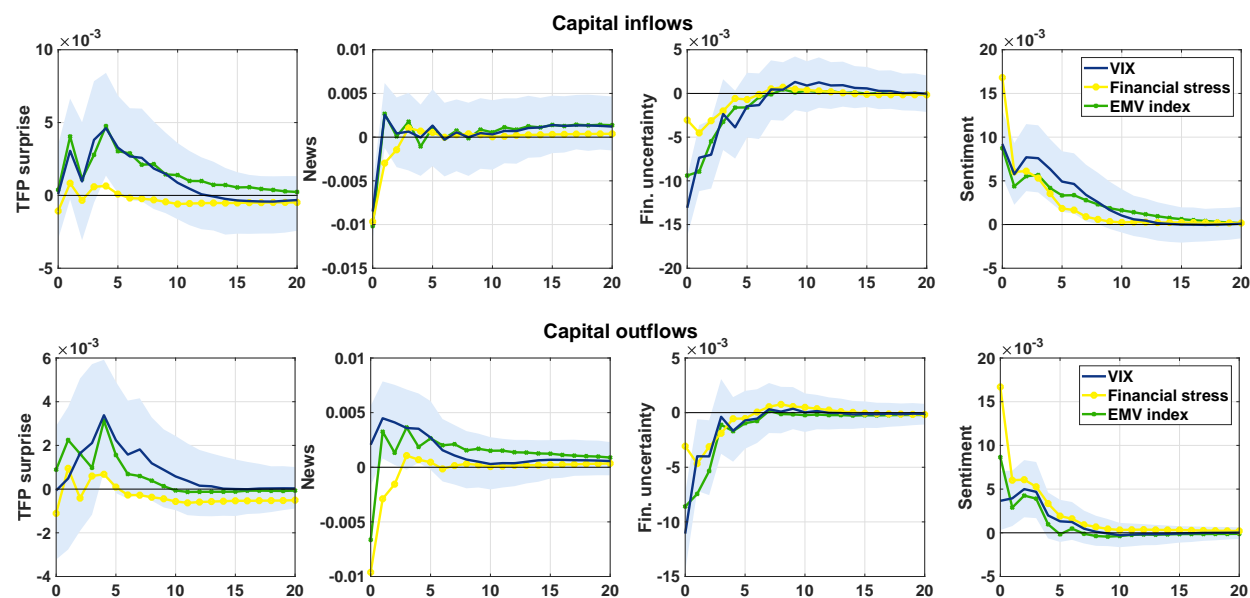 Capital inflows
×10⁻³
TFP surprise
10
5
0
-5
0 5 10 15 20
News
0.01
0.005
0
-0.005
-0.01
-0.015
0 5 10 15 20
×10⁻³
Fin. uncertainty
5
0
-5
-10
-15
-20
0 5 10 15 20
×10⁻³
Sentiment
20
15
10
5
0
-5
0 5 10 15 20
VIX
Financial stress
EMV index
Capital outflows
×10⁻³
TFP surprise
6
4
2
0
-2
-4
0 5 10 15 20
News
0.01
0.005
0
-0.005
-0.01
0 5 10 15 20
×10⁻³
Fin. uncertainty
5
0
-5
-10
-15
0 5 10 15 20
×10⁻³
Sentiment
20
15
10
5
0
-5
0 5 10 15 20
VIX
Financial stress
EMV index